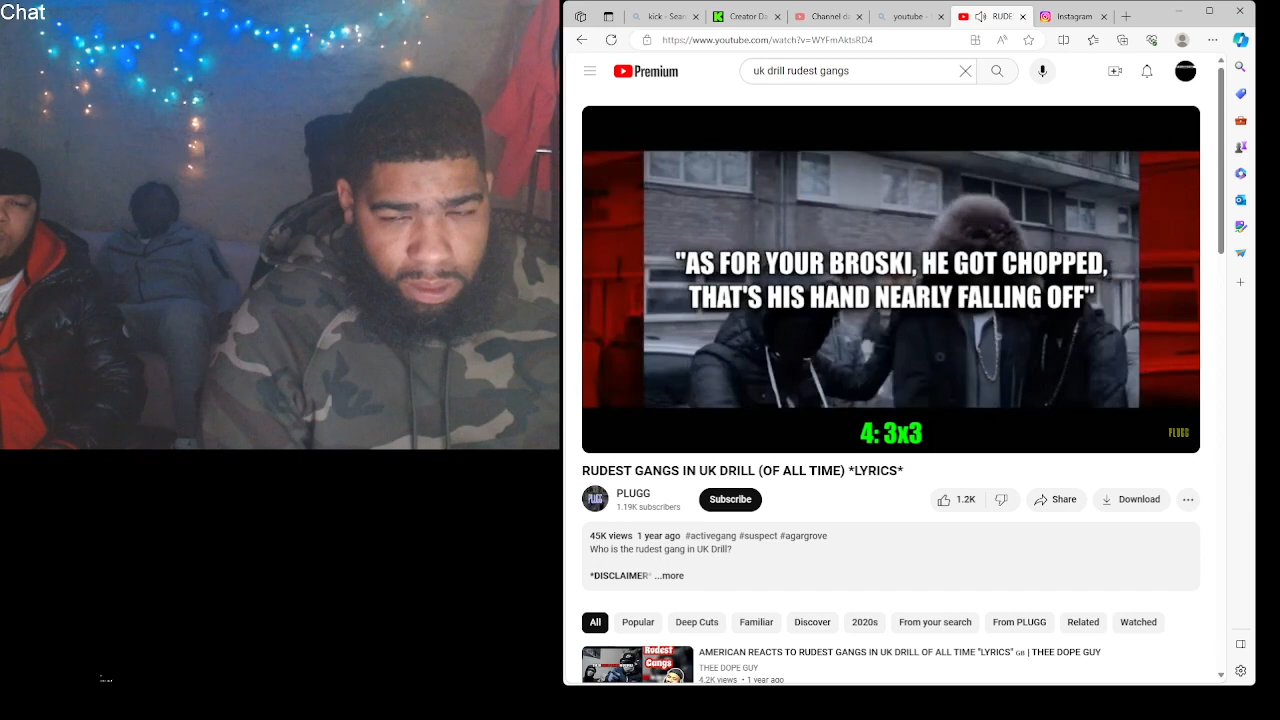 Chat
kick - Sear
Creator Da
Channel da
youtube -
RUDE
Instagram
https://www.youtube.com/watch?v=WYFmAktsRD4
Premium
uk drill rudest gangs
"AS FOR YOUR BROSKI, HE GOT CHOPPED,
THAT'S HIS HAND NEARLY FALLING OFF"
4: 3x3
PLUGG
RUDEST GANGS IN UK DRILL (OF ALL TIME) *LYRICS*
PLUGG
1.19K subscribers
Subscribe
1.2K
Share
Download
45K views 1 year ago #activegang #suspect #agargrove
Who is the rudest gang in UK Drill?
*DISCLAIMER* ...more
All
Popular
Deep Cuts
Familiar
Discover
2020s
From your search
From PLUGG
Related
Watched
Rudest
Gangs
AMERICAN REACTS TO RUDEST GANGS IN UK DRILL OF ALL TIME "LYRICS" GB | THEE DOPE GUY
THEE DOPE GUY
4.2K views • 1 year ago